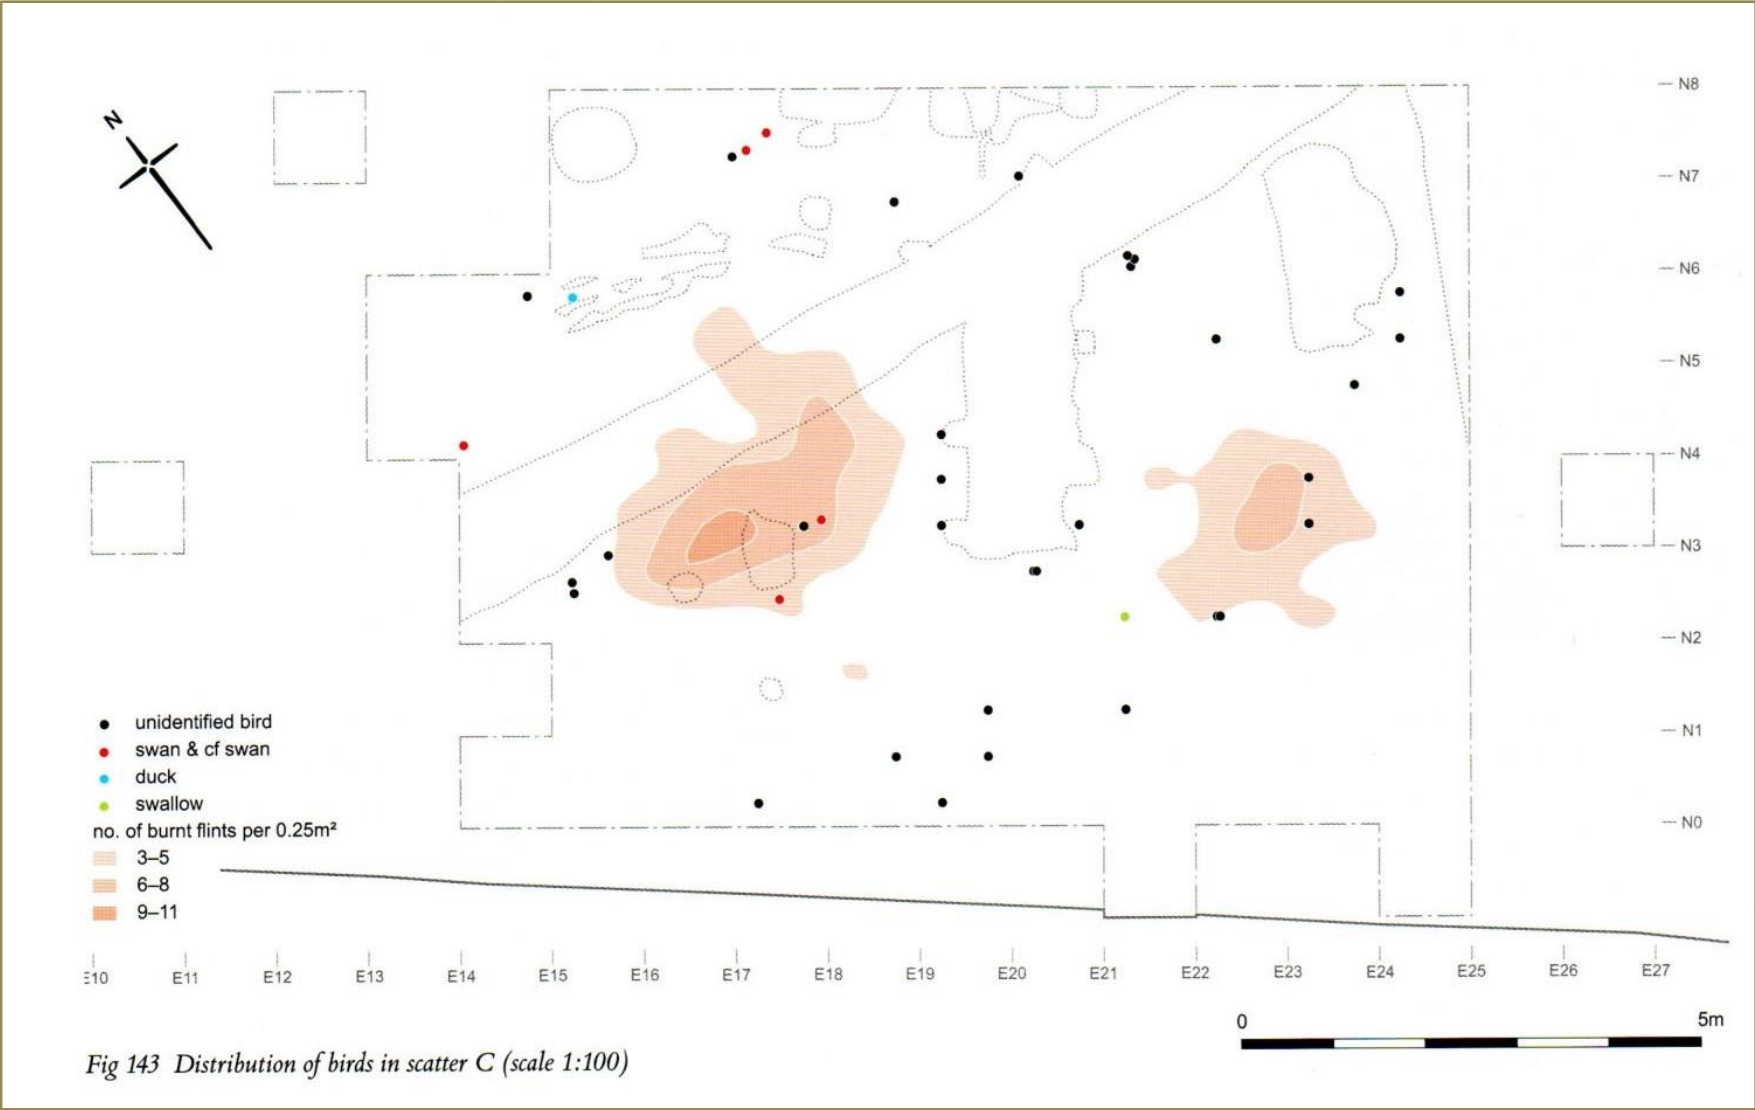 N8
N
N7
N6
N5
N4
N3
N2
unidentified bird
swan & cf swan
N1
duck
swallow
no. of burnt flints per 0.25m²
N0
3–5
6–8
9–11
E10 E11 E12 E13 E14 E15 E16 E17 E18 E19 E20 E21 E22 E23 E24 E25 E26 E27
0 5m
Fig 143 Distribution of birds in scatter C (scale 1:100)